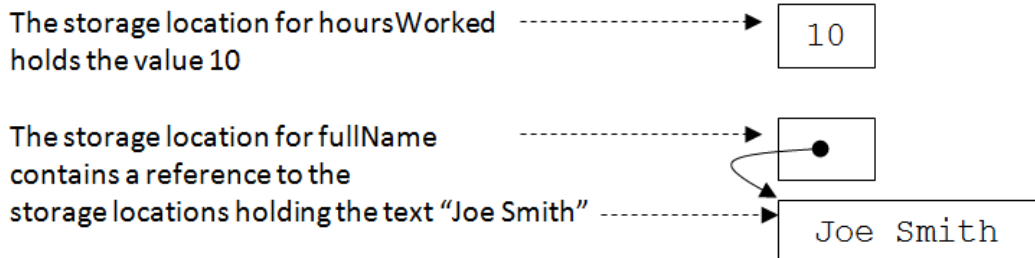 The storage location for hoursWorked
holds the value 10
10
The storage location for fullName
contains a reference to the
storage locations holding the text “Joe Smith”
Joe Smith